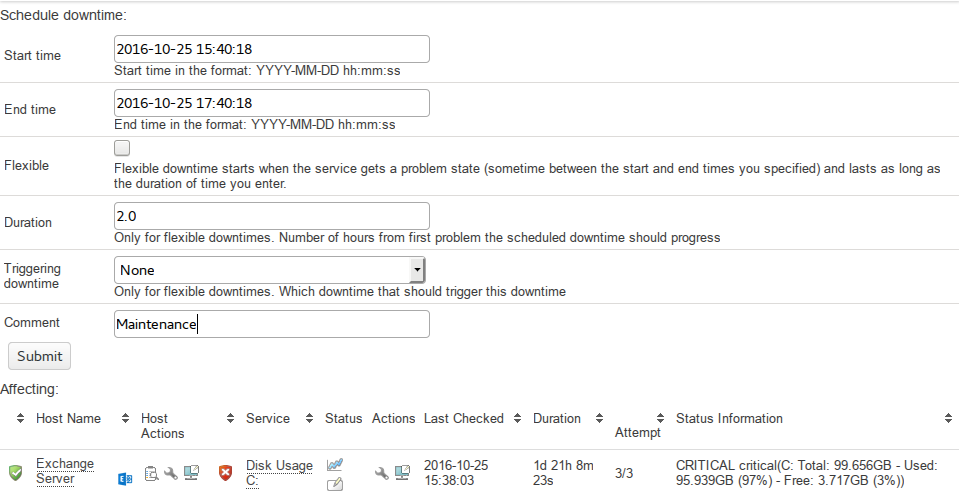 Schedule downtime:
Start time
2016-10-25 15:40:18
Start time in the format: YYYY-MM-DD hh:mm:ss
End time
2016-10-25 17:40:18
End time in the format: YYYY-MM-DD hh:mm:ss
Flexible
Flexible downtime starts when the service gets a problem state (sometime between the start and end times you specified) and lasts as long as
the duration of time you enter.
Duration
2.0
Only for flexible downtimes. Number of hours from first problem the scheduled downtime should progress
Triggering
downtime
None
Only for flexible downtimes. Which downtime that should trigger this downtime
Comment
Maintenance
Submit
Affecting:
Host Name
Host
Actions
Service
Status
Actions
Last Checked
Duration
Attempt
Status Information
Exchange
Server
Disk Usage
C:
2016-10-25
15:38:03
1d 21h 8m
23s
3/3
CRITICAL critical(C: Total: 99.656GB - Used:
95.939GB (97%) - Free: 3.717GB (3%))